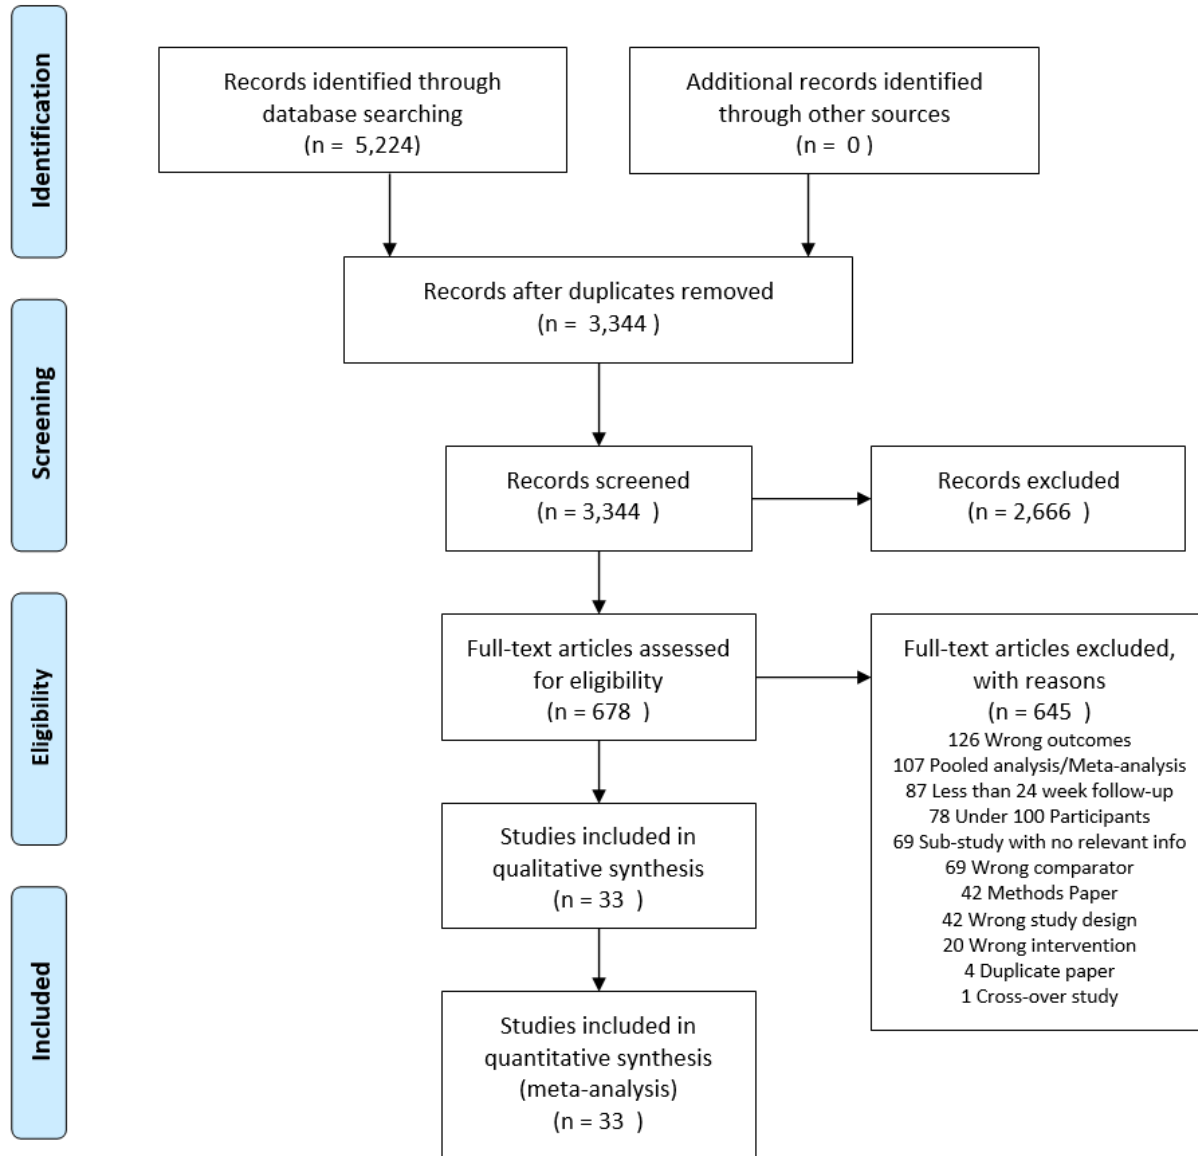 Identification
Records identified through
database searching
(n = 5,224)
Additional records identified
through other sources
(n = 0 )
Records after duplicates removed
(n = 3,344 )
Screening
Records screened
(n = 3,344 )
Records excluded
(n = 2,666 )
Eligibility
Full-text articles assessed
for eligibility
(n = 678 )
Full-text articles excluded,
with reasons
(n = 645 )
126 Wrong outcomes
107 Pooled analysis/Meta-analysis
87 Less than 24 week follow-up
78 Under 100 Participants
69 Sub-study with no relevant info
69 Wrong comparator
42 Methods Paper
42 Wrong study design
20 Wrong intervention
4 Duplicate paper
1 Cross-over study
Studies included in
qualitative synthesis
(n = 33 )
Included
Studies included in
quantitative synthesis
(meta-analysis)
(n = 33 )